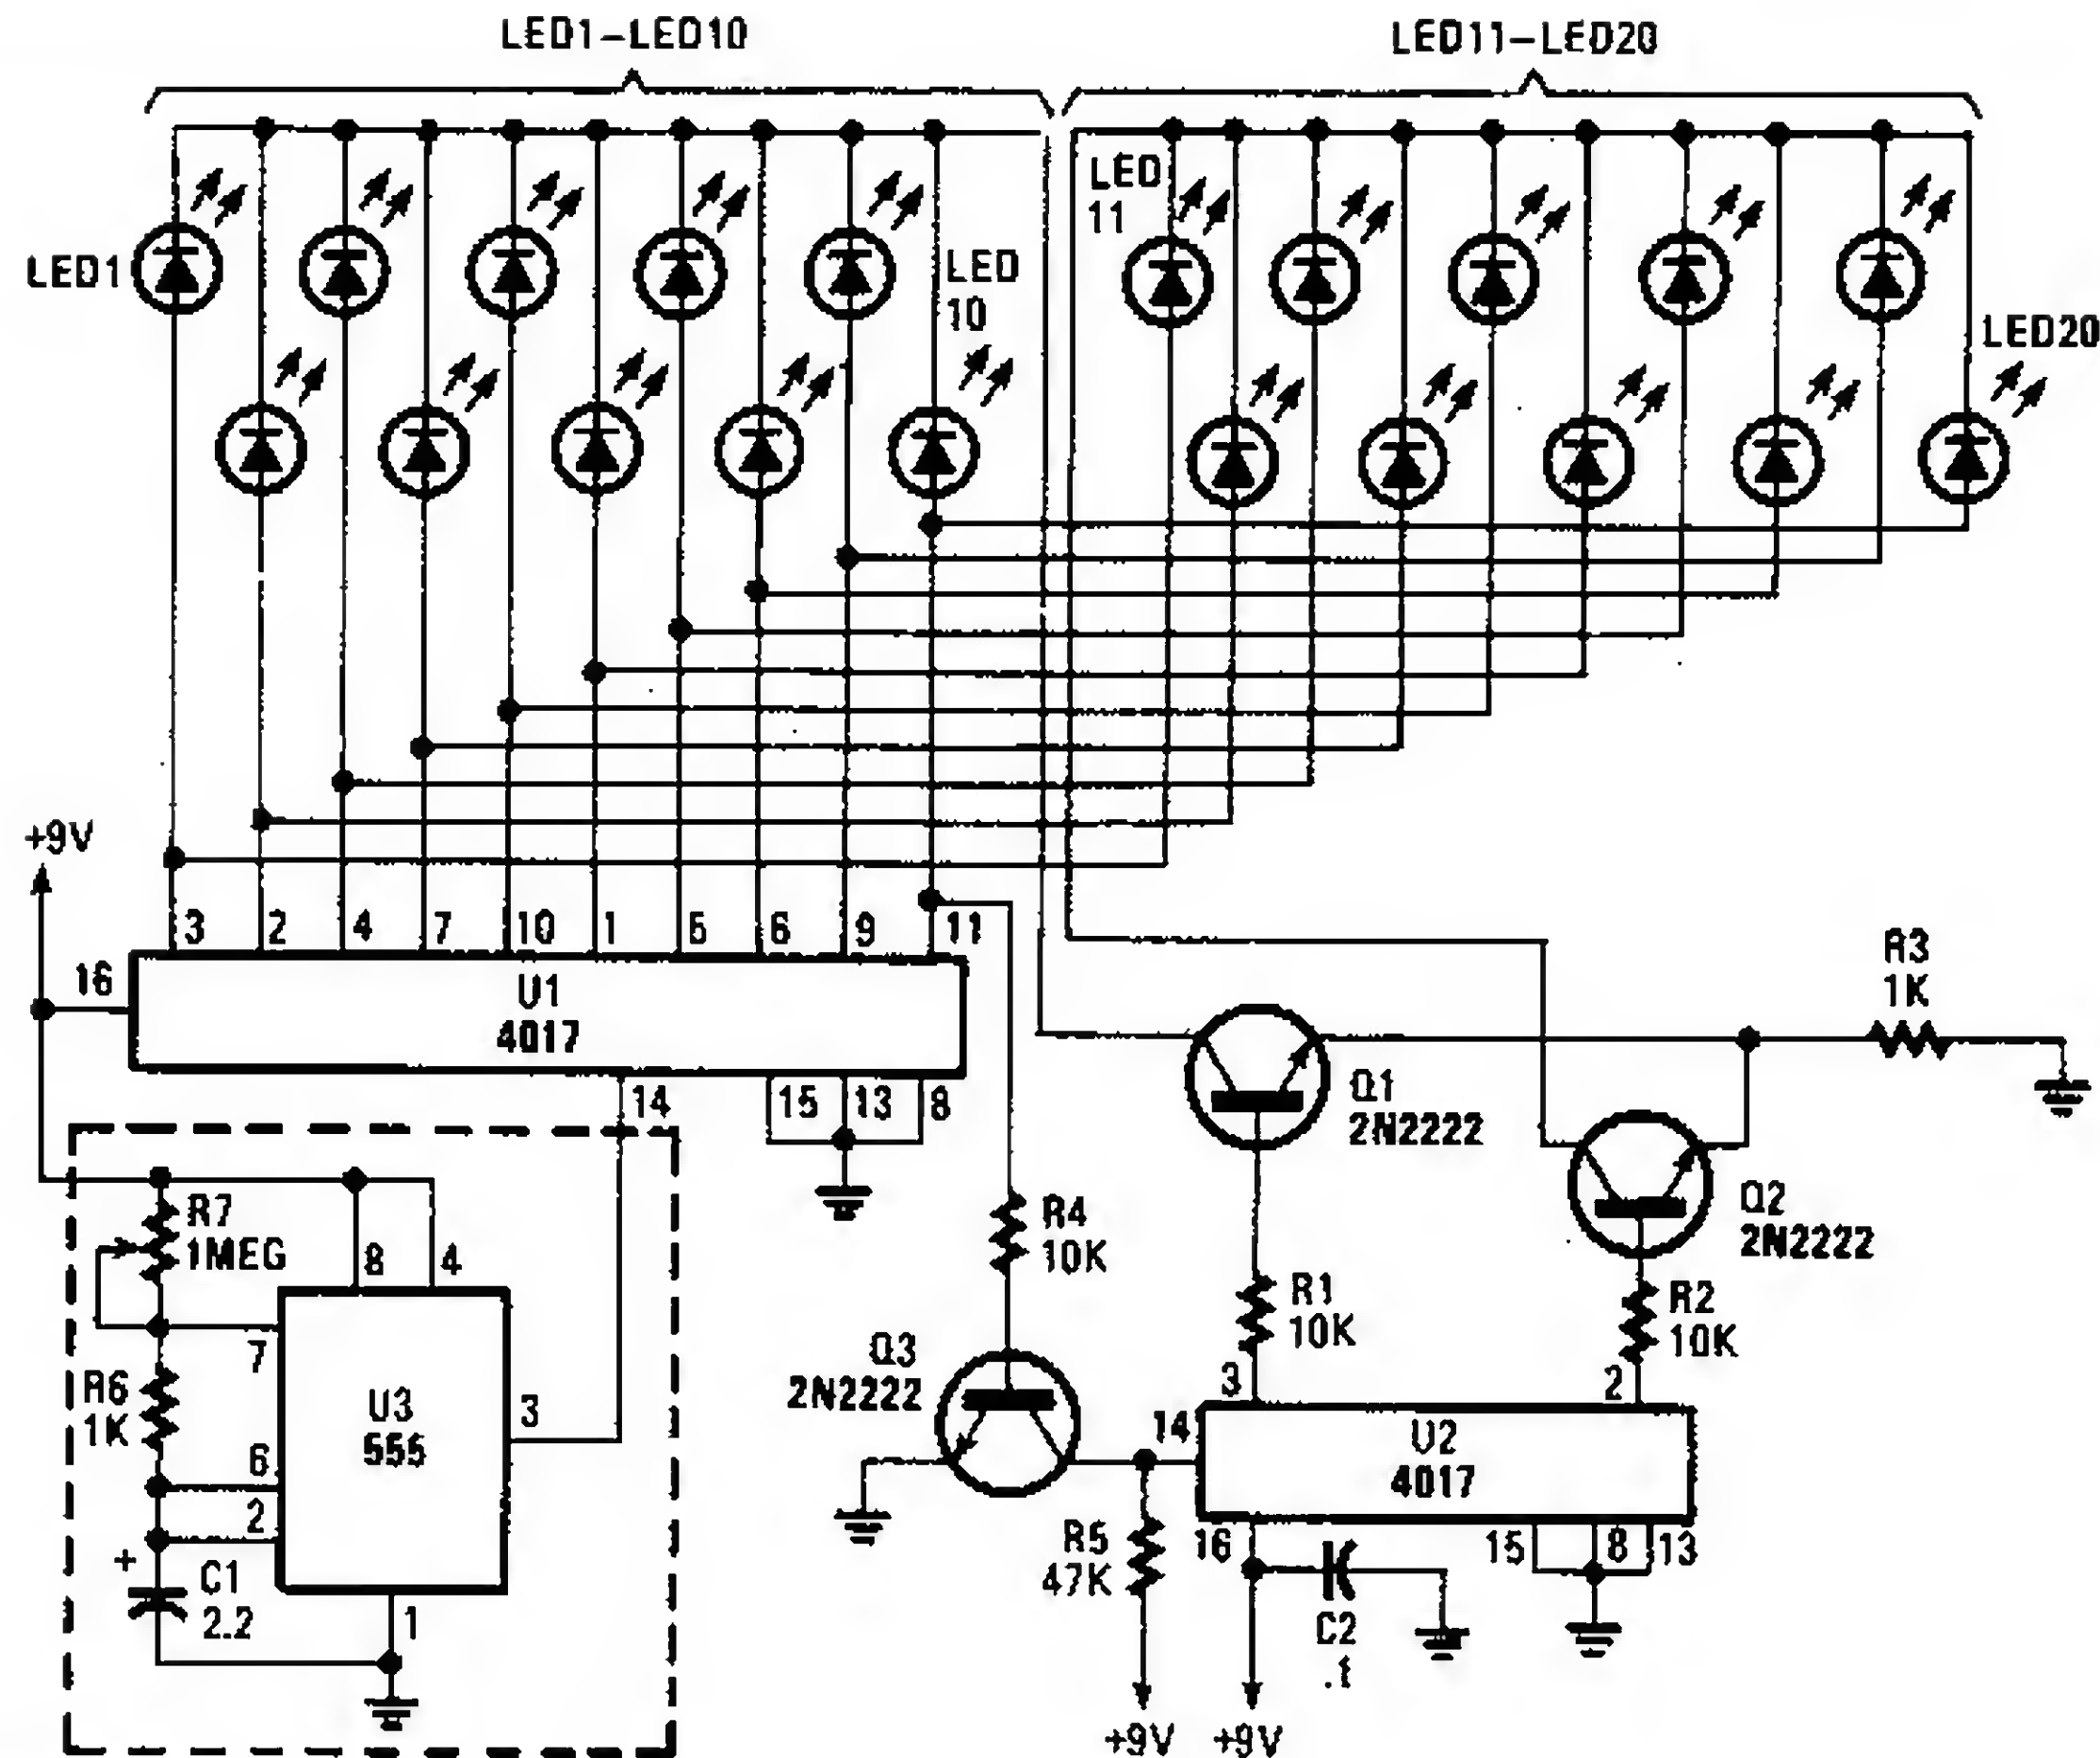 LED1-LED10
LED11-LED20
LED
11
LED1
LED
10
LED20
+9V
3
2
4
7
10
1
5
6
9
11
16
U1
4017
14
15
13
8
R3
1K
Q1
2N2222
Q2
2N2222
R7
1MEG
8
4
R4
10K
R1
10K
R2
10K
7
R6
1K
U3
555
3
6
2
+
C1
2.2
1
Q3
2N2222
3
2
14
U2
4017
R5
47K
16
15
8
13
C2
.1
+9V
+9V